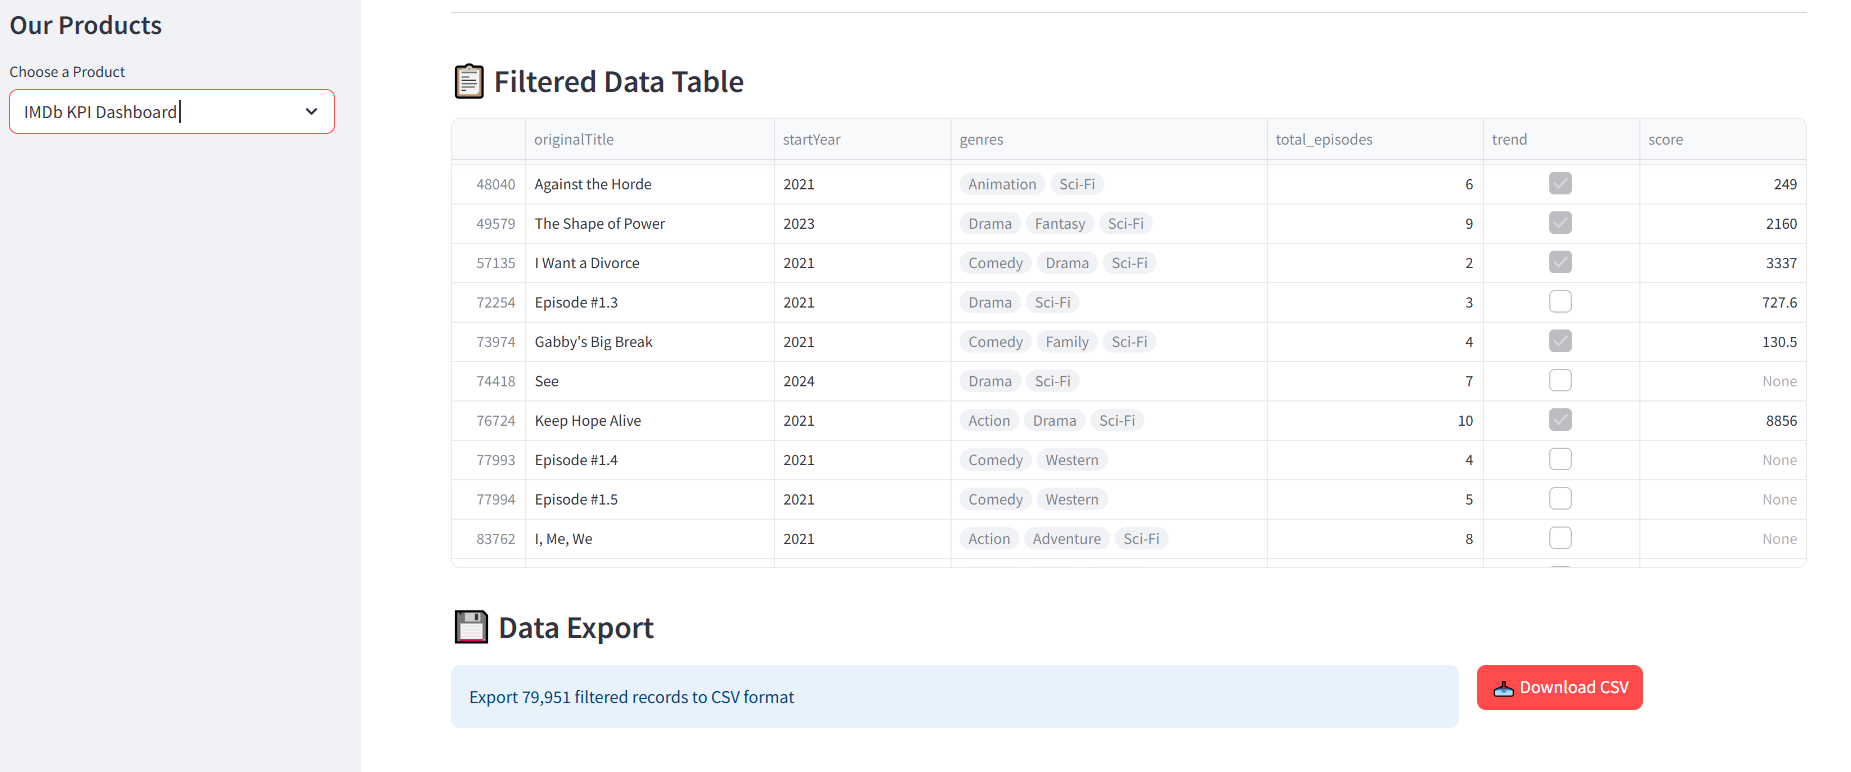 Our Products
Choose a Product
IMDb KPI Dashboard
Filtered Data Table
originalTitle startYear genres total_episodes trend score
48040 Against the Horde 2021 Animation Sci-Fi 6 249
49579 The Shape of Power 2023 Drama Fantasy Sci-Fi 9 2160
57135 I Want a Divorce 2021 Comedy Drama Sci-Fi 2 3337
72254 Episode #1.3 2021 Drama Sci-Fi 3 727.6
73974 Gabby's Big Break 2021 Comedy Family Sci-Fi 4 130.5
74418 See 2024 Drama Sci-Fi 7 None
76724 Keep Hope Alive 2021 Action Drama Sci-Fi 10 8856
77993 Episode #1.4 2021 Comedy Western 4 None
77994 Episode #1.5 2021 Comedy Western 5 None
83762 I, Me, We 2021 Action Adventure Sci-Fi 8 None
Data Export
Export 79,951 filtered records to CSV format
Download CSV